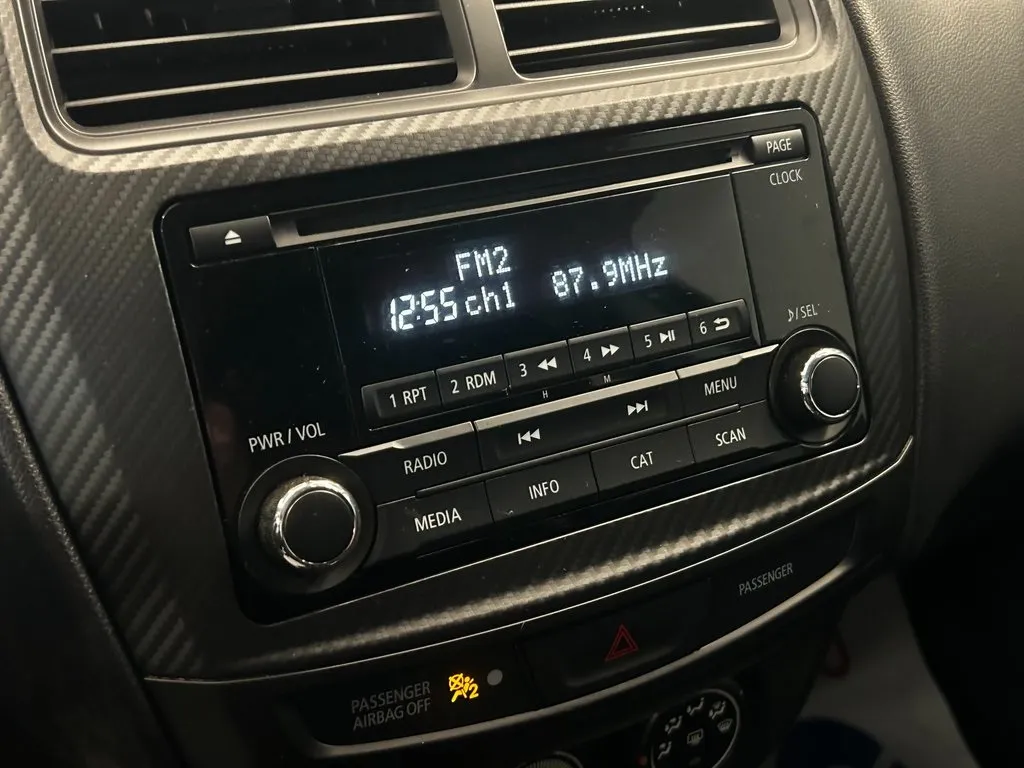 PAGE
CLOCK
FM2
12:55 ch1 87.9MHz
♪/SEL
1 RPT 2 RDM 3 4 5 6
H M
PWR / VOL
RADIO MENU
MEDIA INFO CAT SCAN
PASSENGER
PASSENGER
AIRBAG OFF
2